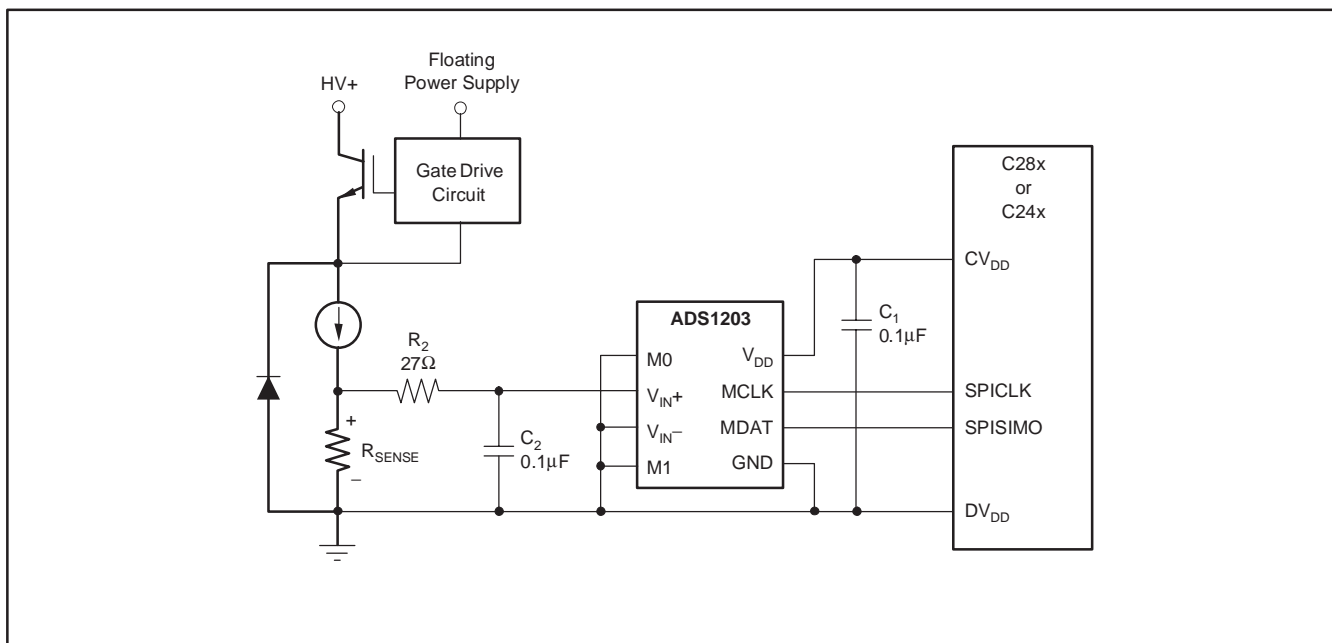 Floating
Power Supply
HV+
Gate Drive
Circuit
C28x
or
C24x
CV_DD
C_1
0.1μF
ADS1203
R_2
27Ω
M0
V_DD
V_IN+
MCLK
SPICLK
V_IN−
MDAT
SPISIMO
C_2
0.1μF
+
R_SENSE
−
M1
GND
DV_DD